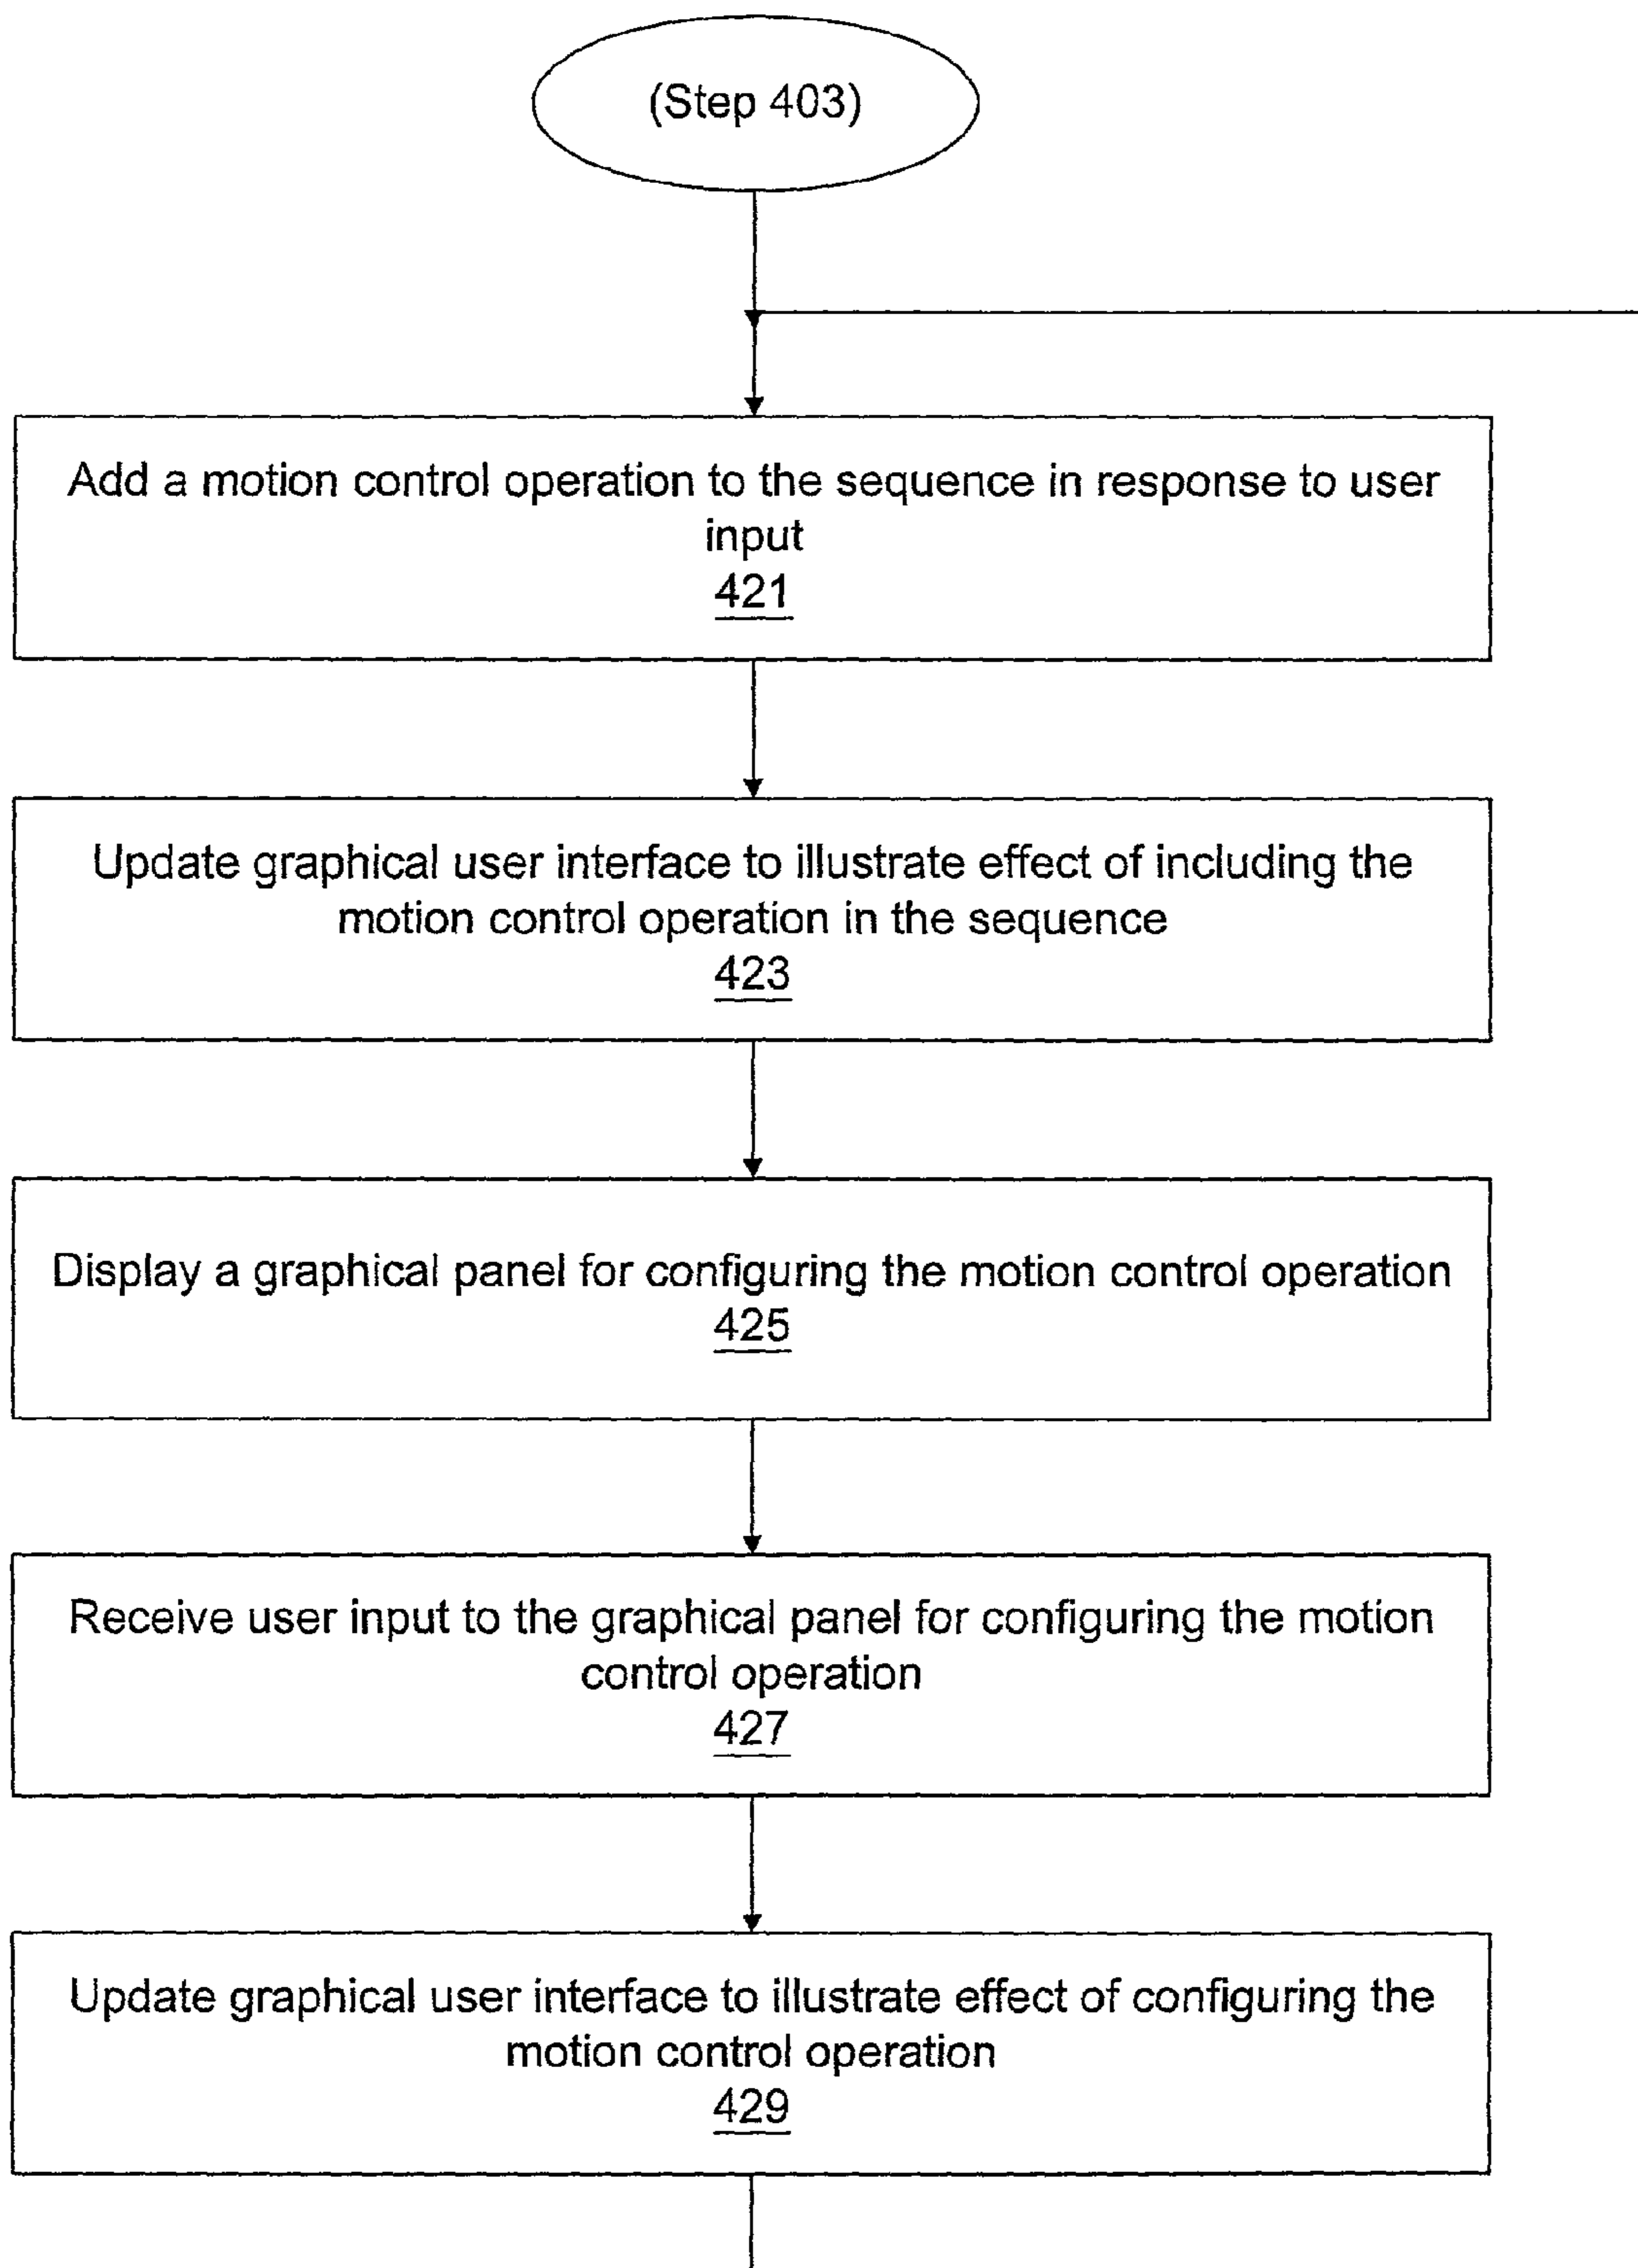 (Step 403)
Add a motion control operation to the sequence in response to user
input
421
Update graphical user interface to illustrate effect of including the
motion control operation in the sequence
423
Display a graphical panel for configuring the motion control operation
425
Receive user input to the graphical panel for configuring the motion
control operation
427
Update graphical user interface to illustrate effect of configuring the
motion control operation
429